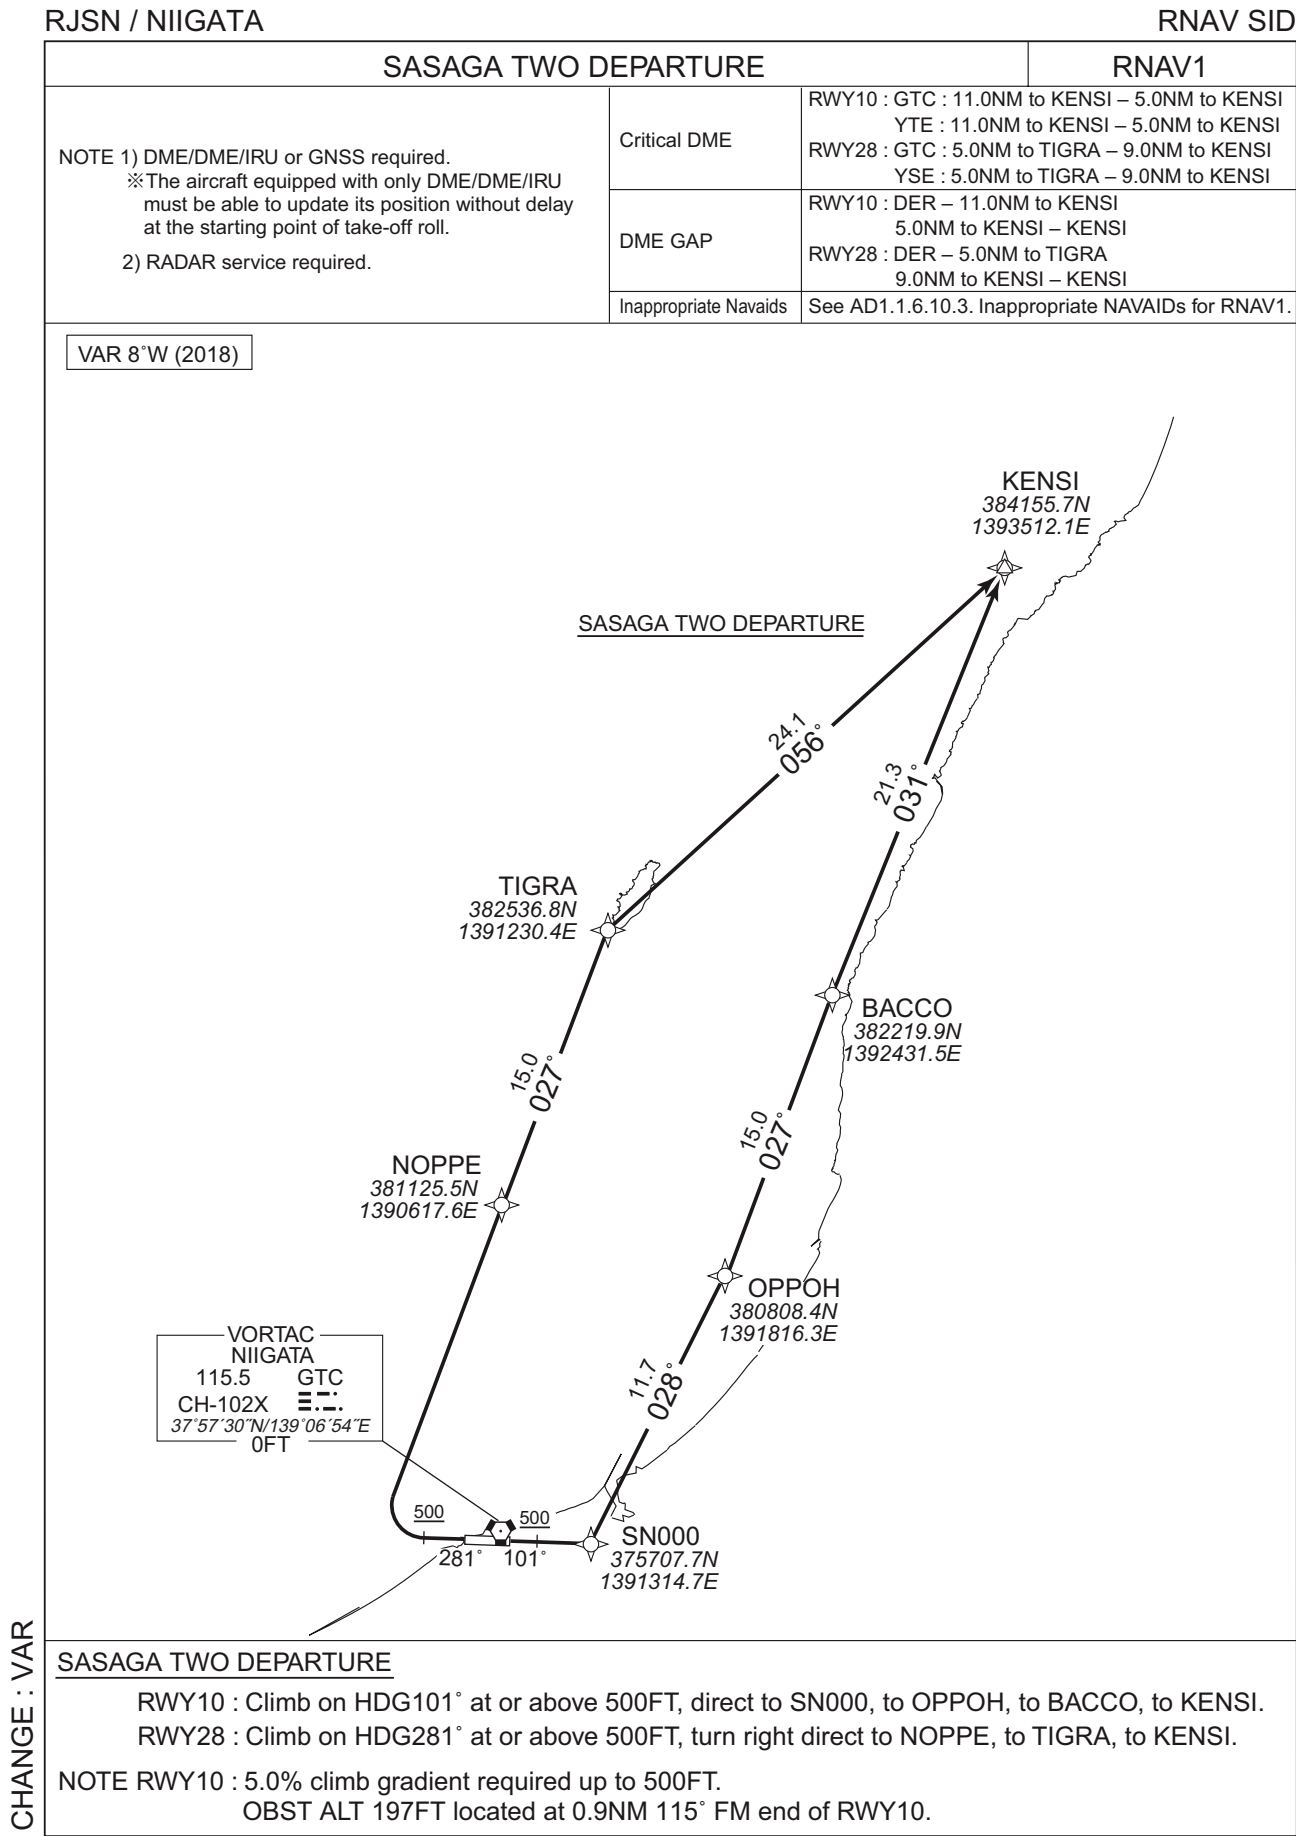 RJSN / NIIGATA
RNAV SID
SASAGA TWO DEPARTURE
RNAV1
NOTE 1) DME/DME/IRU or GNSS required.
※The aircraft equipped with only DME/DME/IRU
must be able to update its position without delay
at the starting point of take-off roll.
2) RADAR service required.
Critical DME
RWY10 : GTC : 11.0NM to KENSI – 5.0NM to KENSI
YTE : 11.0NM to KENSI – 5.0NM to KENSI
RWY28 : GTC : 5.0NM to TIGRA – 9.0NM to KENSI
YSE : 5.0NM to TIGRA – 9.0NM to KENSI
DME GAP
RWY10 : DER – 11.0NM to KENSI
5.0NM to KENSI – KENSI
RWY28 : DER – 5.0NM to TIGRA
9.0NM to KENSI – KENSI
Inappropriate Navaids
See AD1.1.6.10.3. Inappropriate NAVAIDs for RNAV1.
VAR 8˚W (2018)
KENSI
384155.7N
1393512.1E
SASAGA TWO DEPARTURE
24.1
056˚
21.3
031˚
TIGRA
382536.8N
1391230.4E
BACCO
382219.9N
1392431.5E
15.0
027˚
15.0
027˚
NOPPE
381125.5N
1390617.6E
OPPOH
380808.4N
1391816.3E
VORTAC
NIIGATA
115.5 GTC
CH-102X
37˚57´30˝N/139˚06´54˝E
0FT
11.7
028˚
500
500
281˚
101˚
SN000
375707.7N
1391314.7E
SASAGA TWO DEPARTURE
RWY10 : Climb on HDG101˚ at or above 500FT, direct to SN000, to OPPOH, to BACCO, to KENSI.
RWY28 : Climb on HDG281˚ at or above 500FT, turn right direct to NOPPE, to TIGRA, to KENSI.
NOTE RWY10 : 5.0% climb gradient required up to 500FT.
OBST ALT 197FT located at 0.9NM 115˚ FM end of RWY10.
CHANGE : VAR